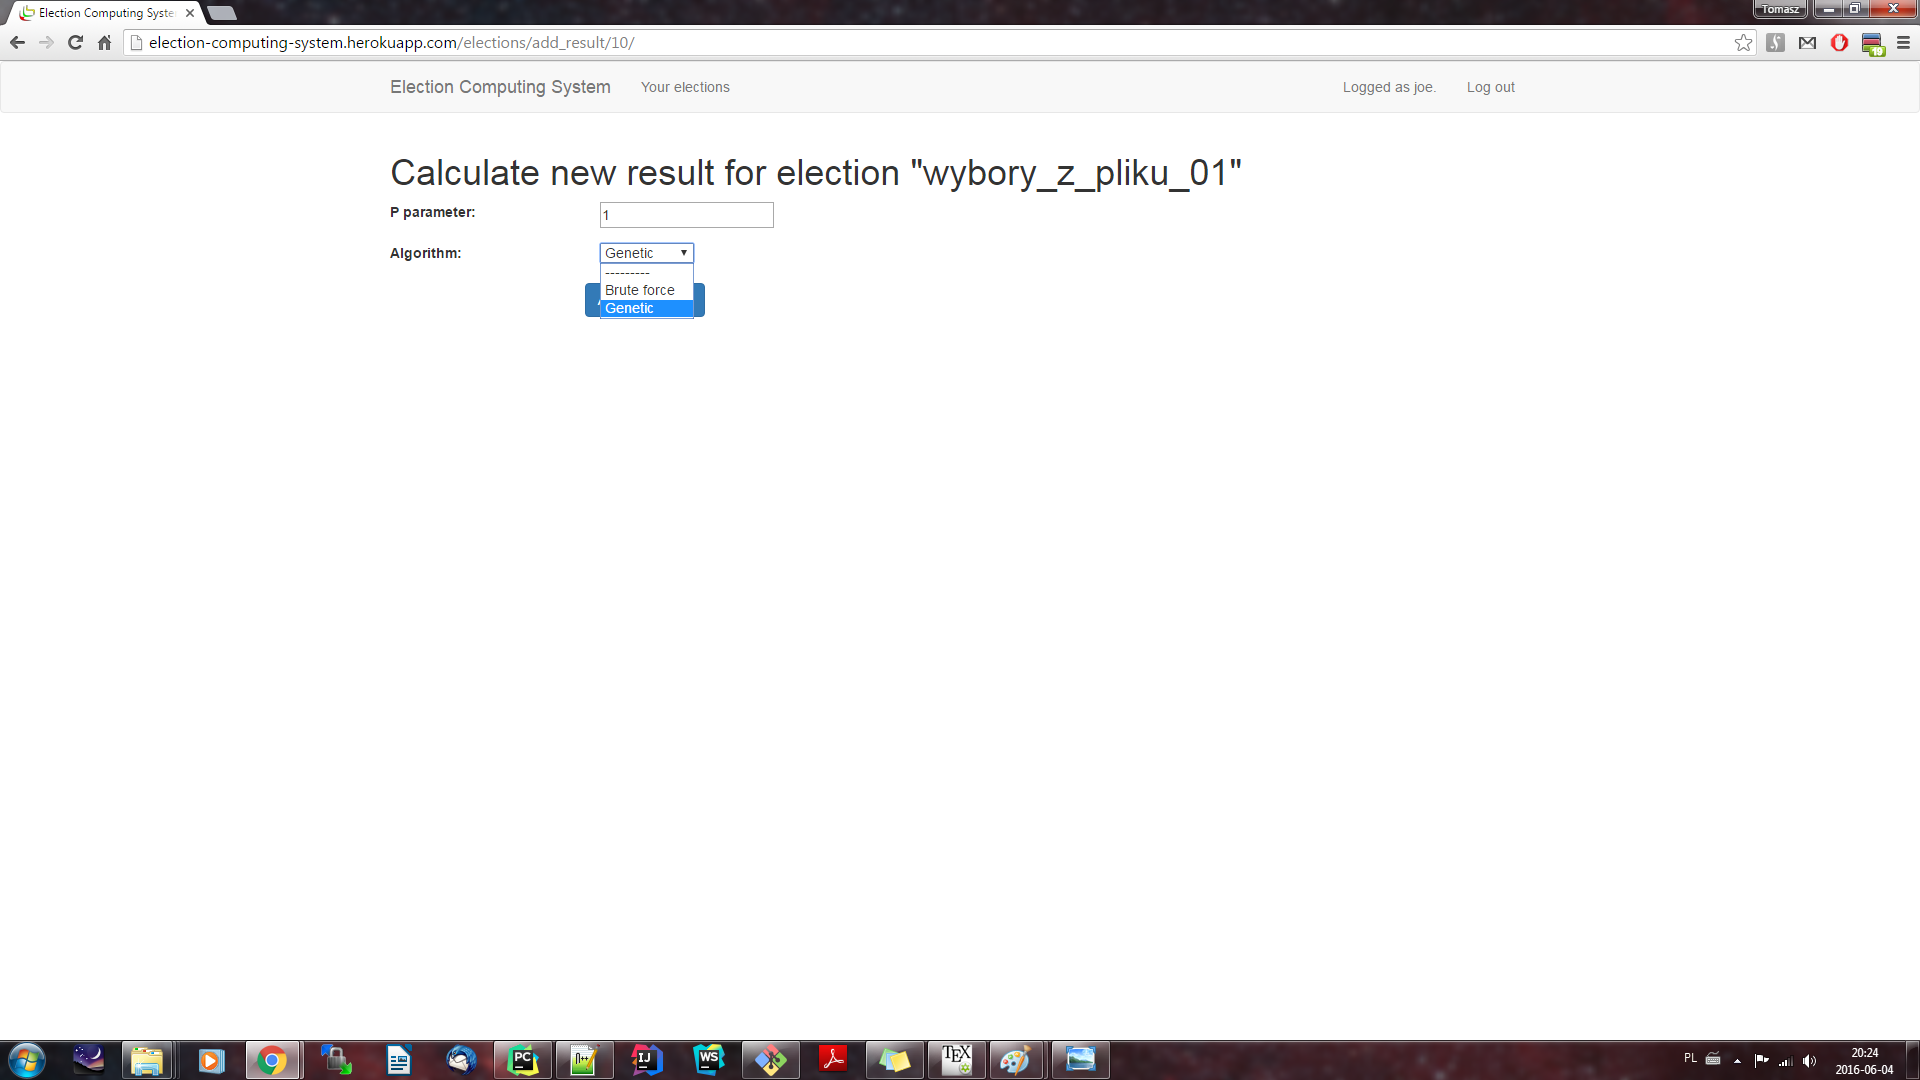 Election Computing Syste
Tomasz
election-computing-system.herokuapp.com/elections/add_result/10/
19
Election Computing System
Your elections
Logged as joe.
Log out
Calculate new result for election "wybory_z_pliku_01"
P parameter:
1
Algorithm:
Genetic
---------
Brute force
Genetic
PC
IJ
WS
TEX
PL
20:24
2016-06-04